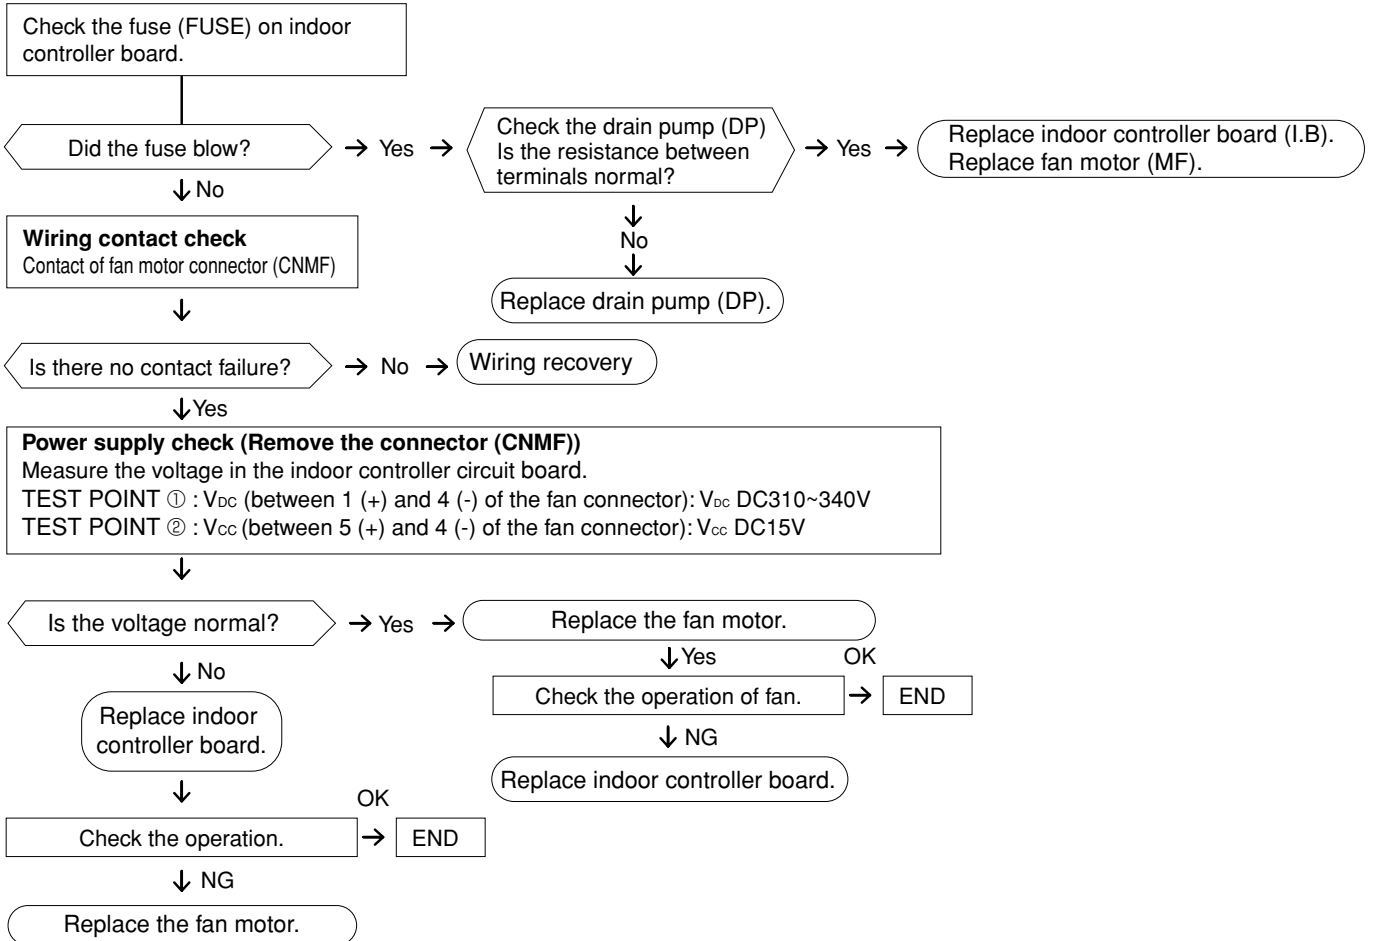 Check the fuse (FUSE) on indoor
controller board.
Did the fuse blow?
Yes
Check the drain pump (DP)
Is the resistance between
terminals normal?
Yes
Replace indoor controller board (I.B).
Replace fan motor (MF).
No
No
Replace drain pump (DP).
Wiring contact check
Contact of fan motor connector (CNMF)
Is there no contact failure?
No
Wiring recovery
Yes
Power supply check (Remove the connector (CNMF))
Measure the voltage in the indoor controller circuit board.
TEST POINT ① : VDC (between 1 (+) and 4 (-) of the fan connector): VDC DC310~340V
TEST POINT ② : VCC (between 5 (+) and 4 (-) of the fan connector): VCC DC15V
Is the voltage normal?
Yes
Replace the fan motor.
Yes
OK
Check the operation of fan.
END
NG
Replace indoor controller board.
No
Replace indoor
controller board.
OK
Check the operation.
END
NG
Replace the fan motor.